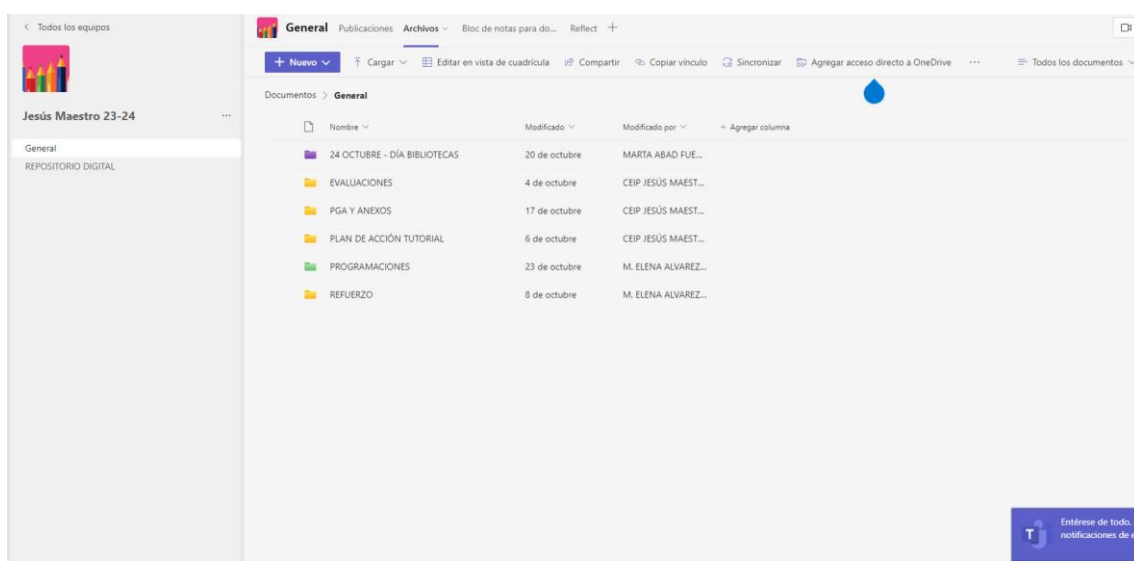 Todos los equipos
Jesús Maestro 23-24
General
REPOSITORIO DIGITAL
General Publicaciones Archivos Bloc de notas para do... Reflect
Nuevo Cargar Editar en vista de cuadrícula Compartir Copiar vínculo Sincronizar Agregar acceso directo a OneDrive ... Todos los documentos
Documentos > General
Nombre Modificado Modificado por + Agregar columna
24 OCTUBRE - DÍA BIBLIOTECAS 20 de octubre MARTA ABAD FUE...
EVALUACIONES 4 de octubre CEIP JESÚS MAEST...
PGA Y ANEXOS 17 de octubre CEIP JESÚS MAEST...
PLAN DE ACCIÓN TUTORIAL 6 de octubre CEIP JESÚS MAEST...
PROGRAMACIONES 23 de octubre M. ELENA ALVAREZ...
REFUERZO 8 de octubre M. ELENA ALVAREZ...
Entérese de todo.
notificaciones de e